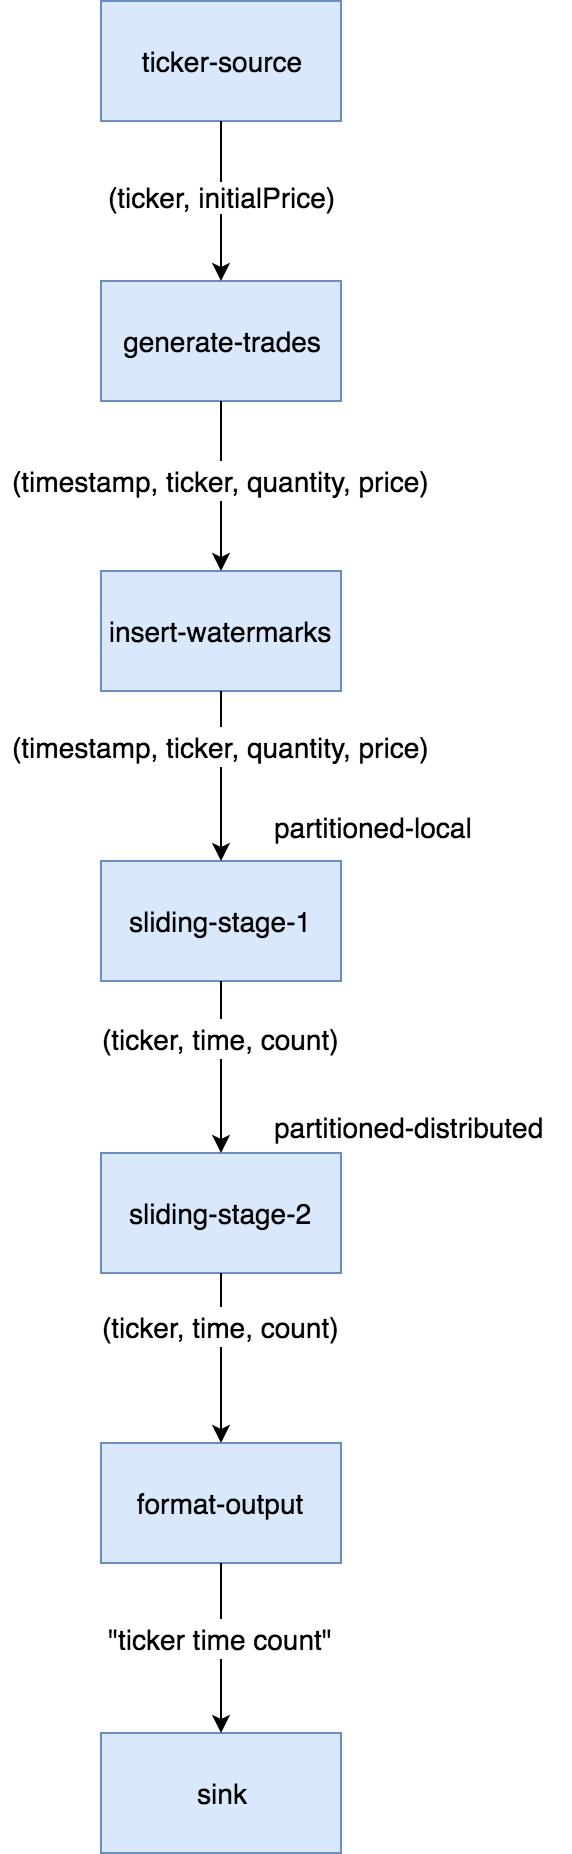 ticker-source
(ticker, initialPrice)
generate-trades
(timestamp, ticker, quantity, price)
insert-watermarks
(timestamp, ticker, quantity, price)
partitioned-local
sliding-stage-1
(ticker, time, count)
partitioned-distributed
sliding-stage-2
(ticker, time, count)
format-output
"ticker time count"
sink